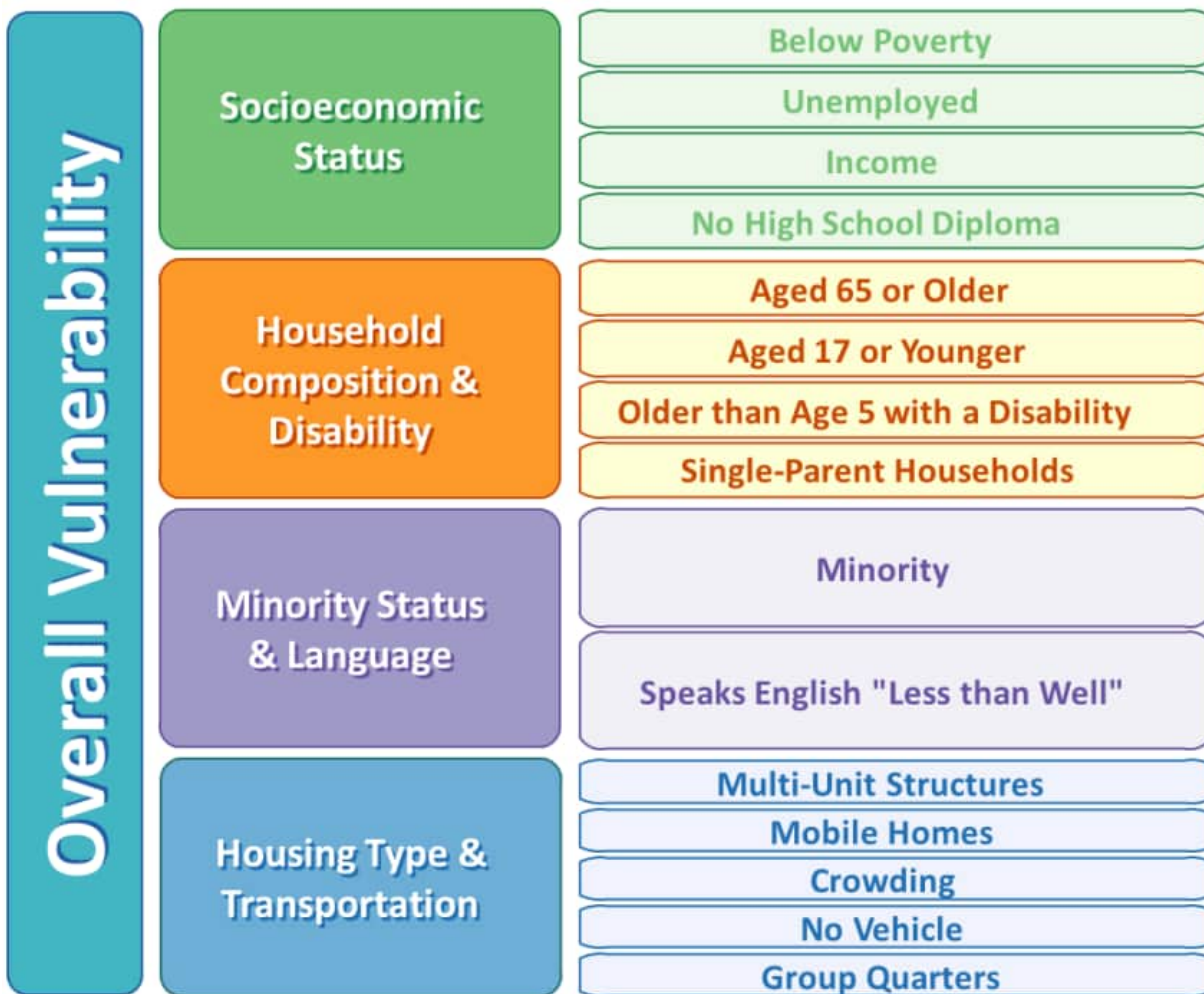 Overall Vulnerability
Socioeconomic
Status
Below Poverty
Unemployed
Income
No High School Diploma
Household
Composition &
Disability
Aged 65 or Older
Aged 17 or Younger
Older than Age 5 with a Disability
Single-Parent Households
Minority Status
& Language
Minority
Speaks English "Less than Well"
Housing Type &
Transportation
Multi-Unit Structures
Mobile Homes
Crowding
No Vehicle
Group Quarters